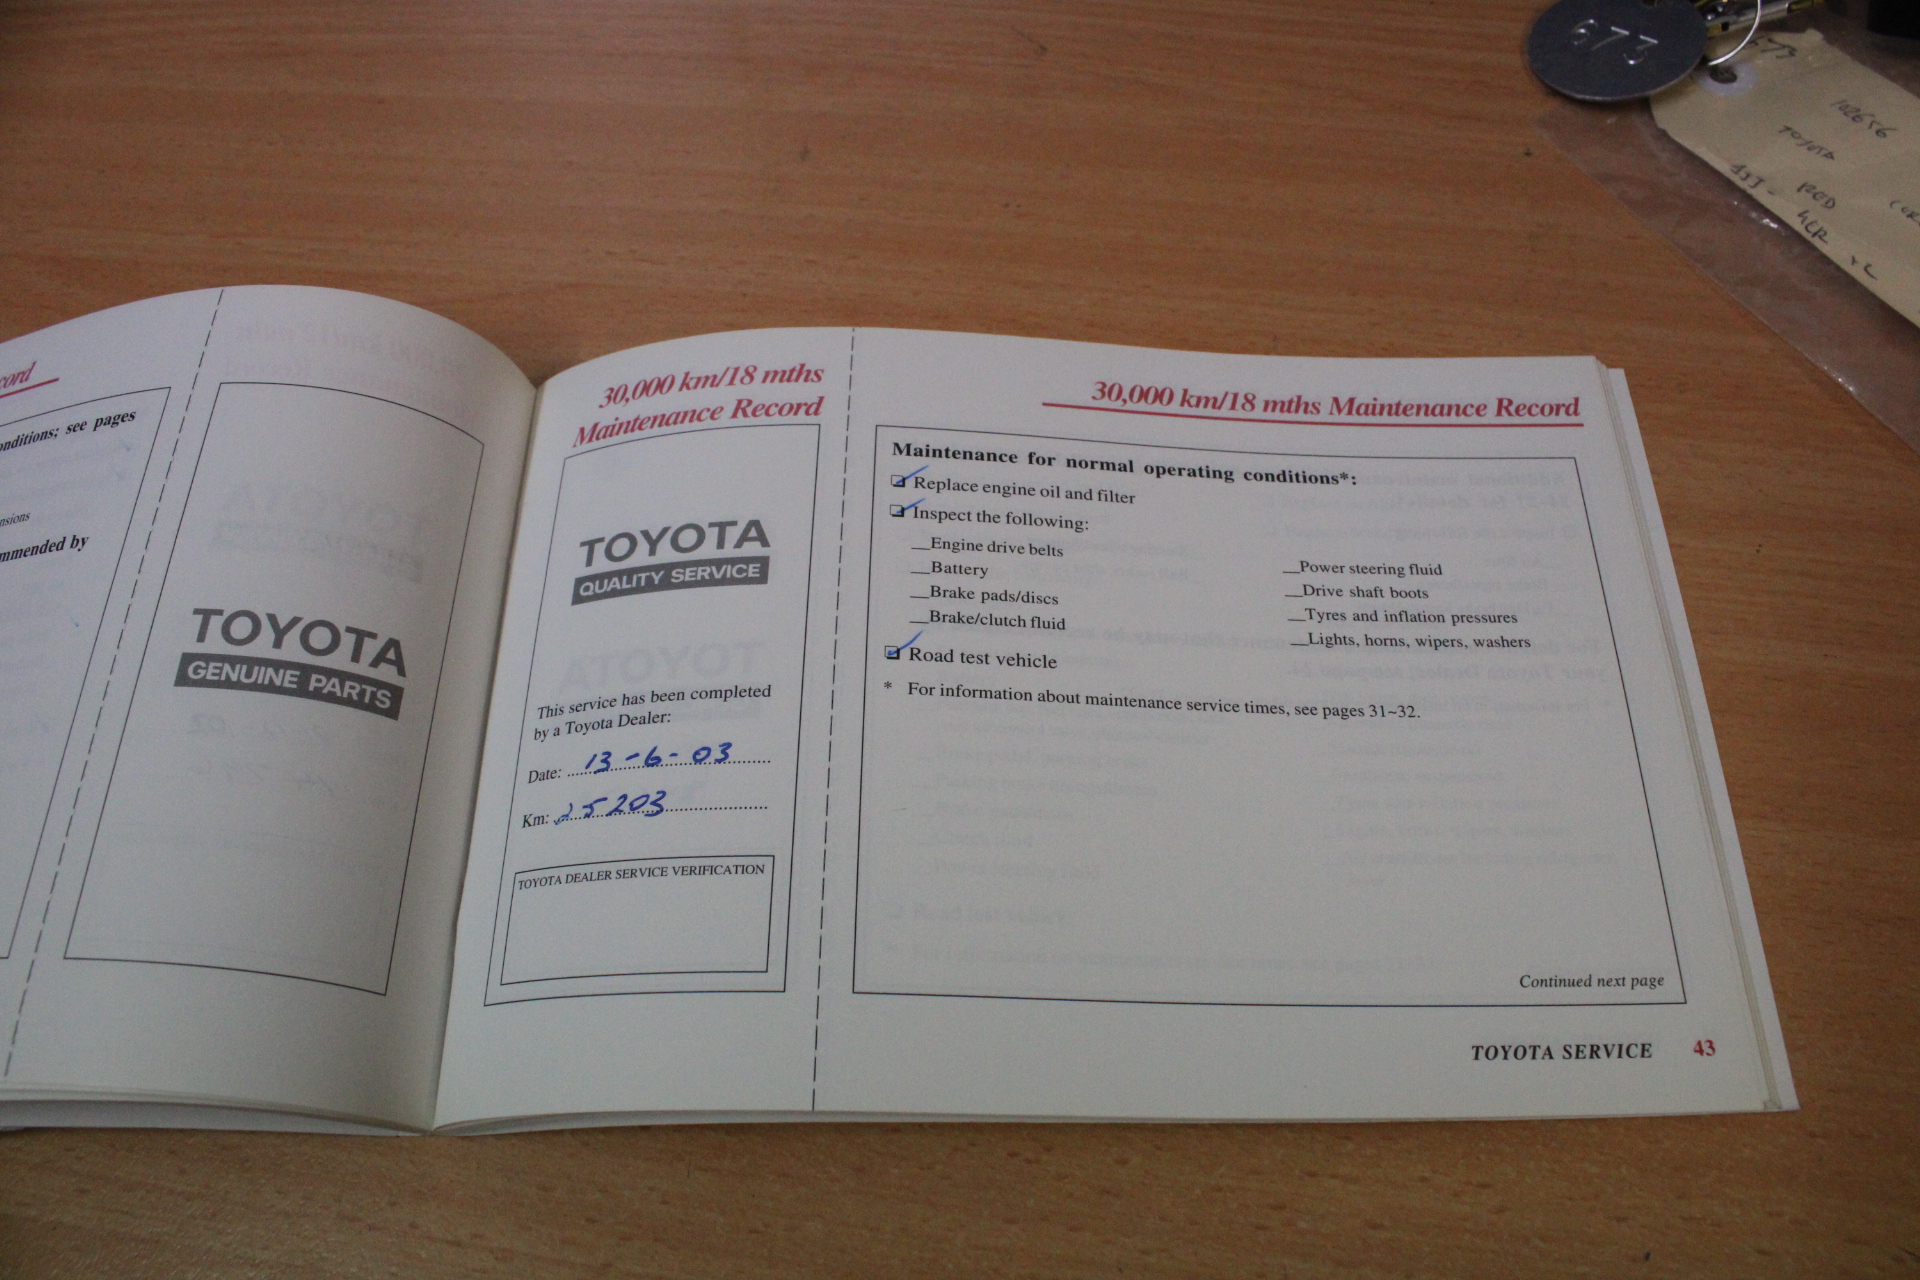 673
102656
TOYOTA
RED
cord
onditions; see pages
nsions
mmended by
TOYOTA
GENUINE PARTS
30,000 km/18 mths
Maintenance Record
TOYOTA
QUALITY SERVICE
This service has been completed
by a Toyota Dealer:
Date: 13-6-03
Km: 25203
TOYOTA DEALER SERVICE VERIFICATION
30,000 km/18 mths Maintenance Record
Maintenance for normal operating conditions*:
Replace engine oil and filter
Inspect the following:
__Engine drive belts
__Battery
__Brake pads/discs
__Brake/clutch fluid
__Power steering fluid
__Drive shaft boots
__Tyres and inflation pressures
__Lights, horns, wipers, washers
Road test vehicle
* For information about maintenance service times, see pages 31~32.
Continued next page
TOYOTA SERVICE 43